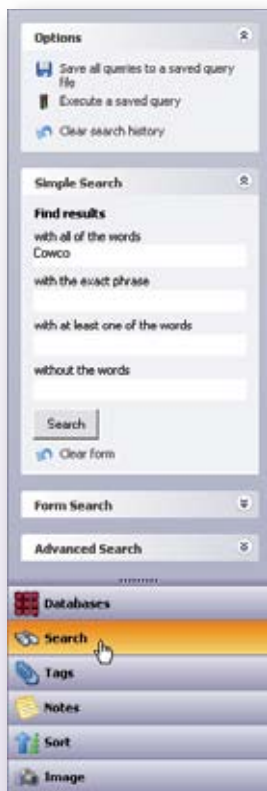 Options
Save all queries to a saved query
file
Execute a saved query
Clear search history
Simple Search
Find results
with all of the words
Cowco
with the exact phrase
with at least one of the words
without the words
Search
Clear form
Form Search
Advanced Search
Databases
Search
Tags
Notes
Sort
Image